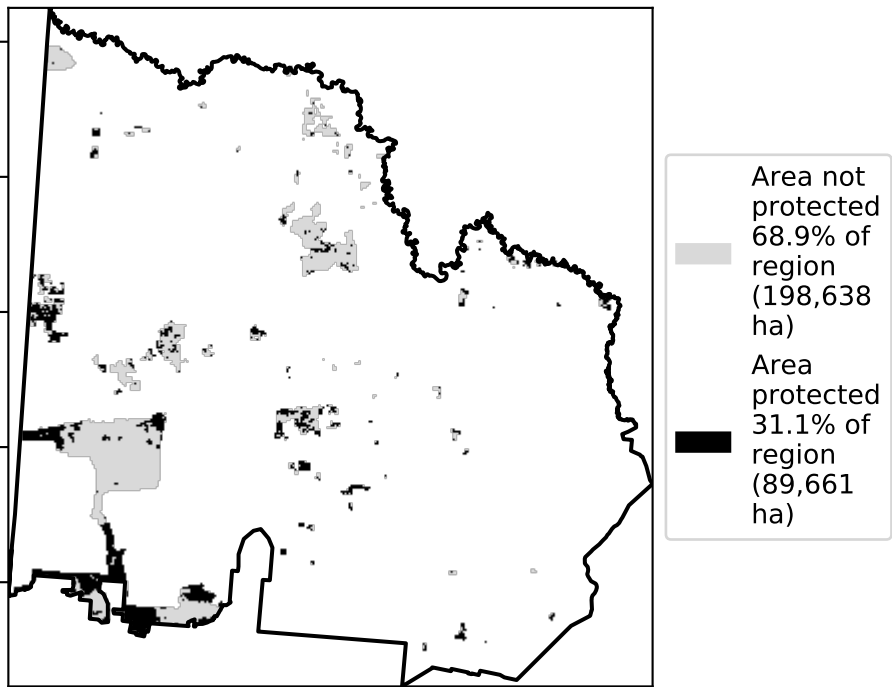 Area not
protected
68.9% of
region
(198,638
ha)
Area
protected
31.1% of
region
(89,661
ha)